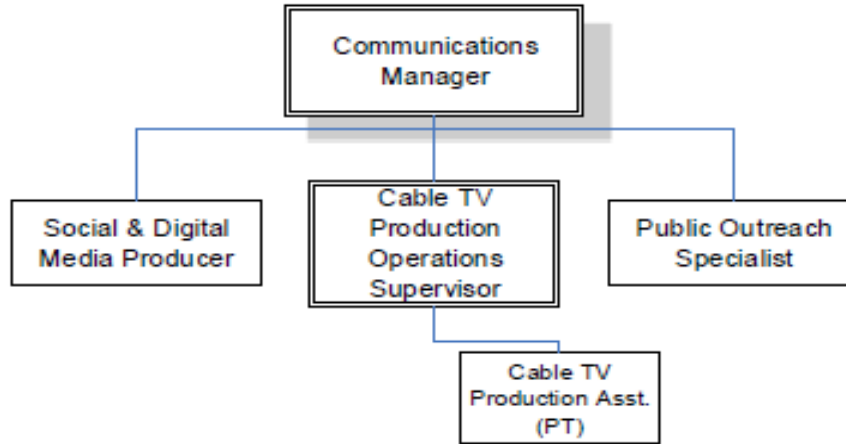 Communications
Manager
Social & Digital
Media Producer
Cable TV
Production
Operations
Supervisor
Public Outreach
Specialist
Cable TV
Production Asst.
(PT)